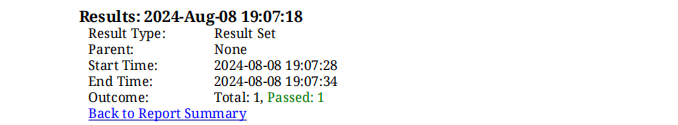 Results: 2024-Aug-08 19:07:18
Result Type: Result Set
Parent: None
Start Time: 2024-08-08 19:07:28
End Time: 2024-08-08 19:07:34
Outcome: Total: 1, Passed: 1
Back to Report Summary